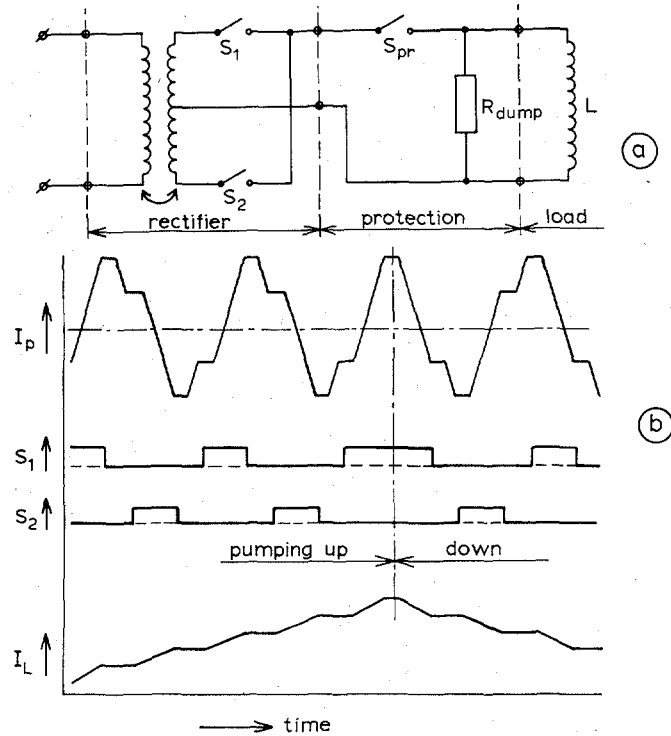 S1
Spr
Rdump
L
a
S2
rectifier
protection
load
Ip
b
S1
S2
pumping up
down
IL
time